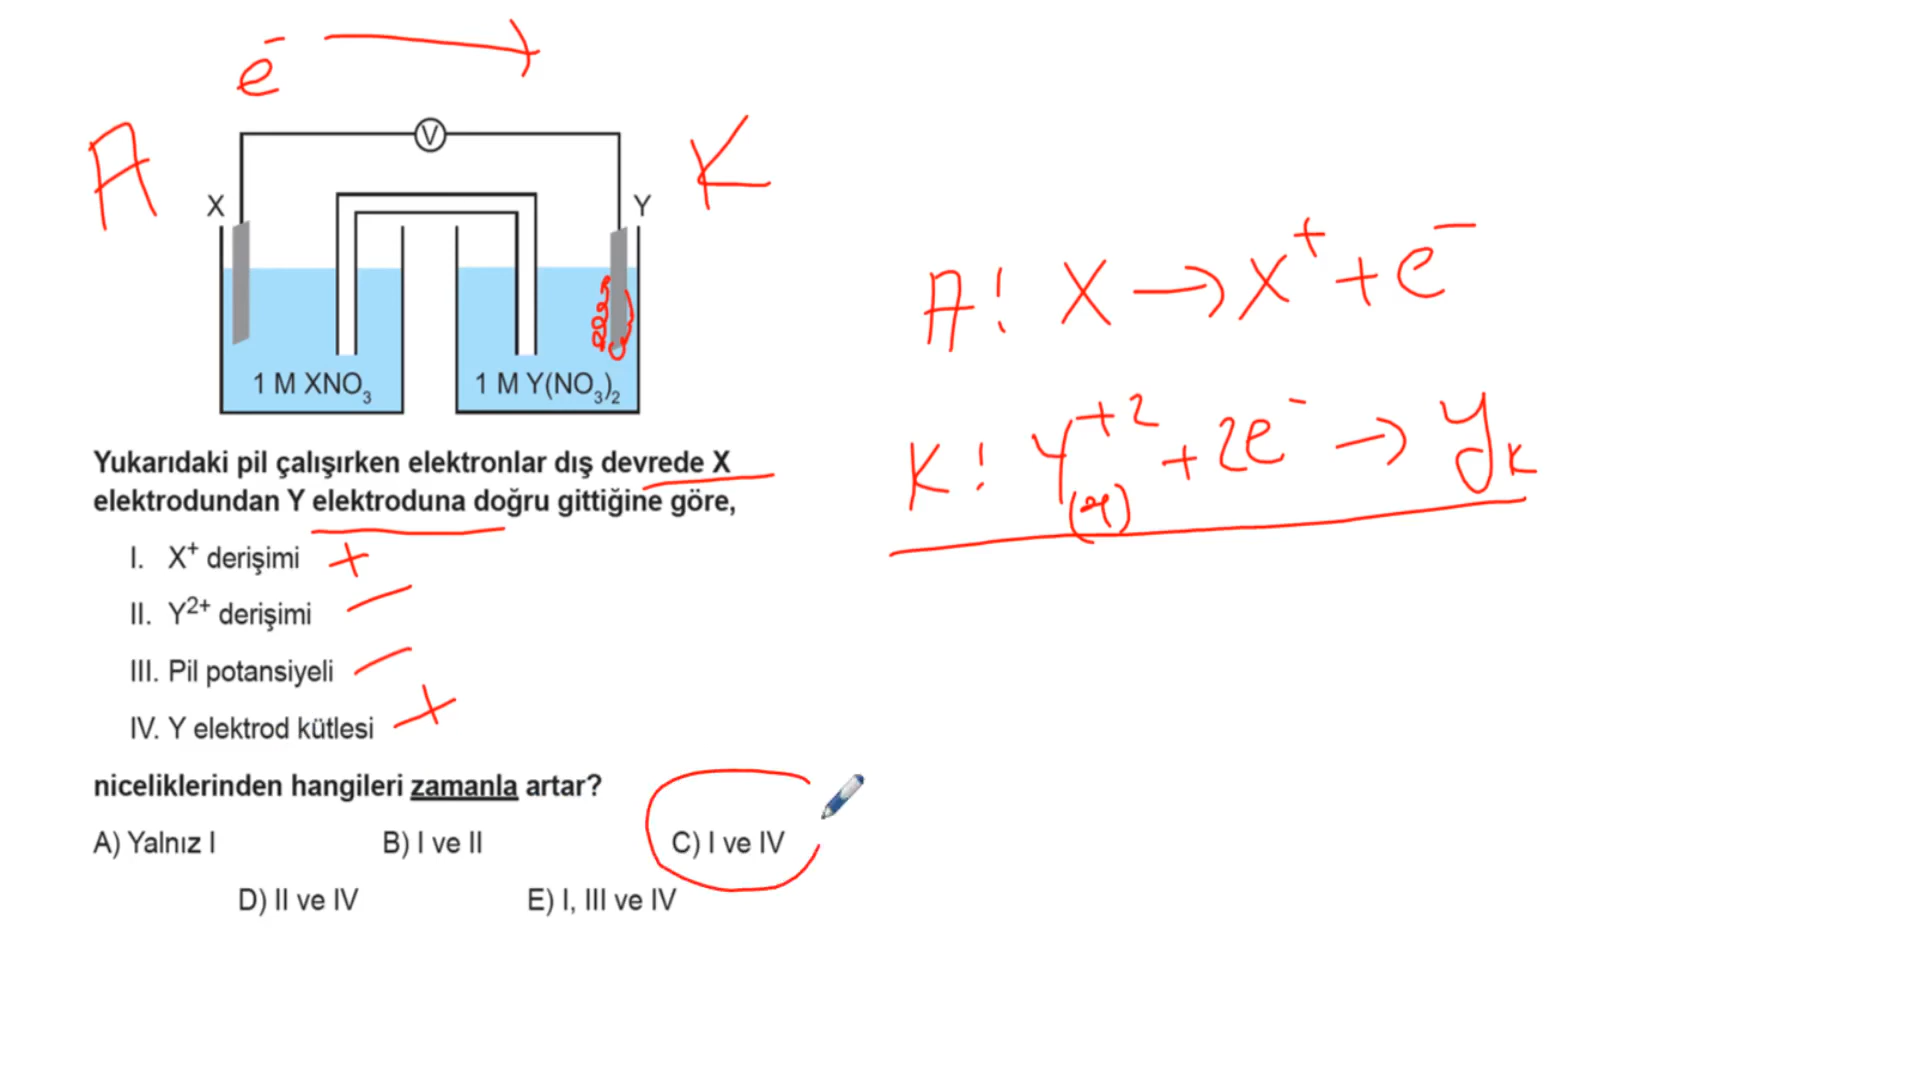 e⁻
A
K
V
X
Y
1 M XNO₃
1 M Y(NO₃)₂
A! X → X⁺ + e⁻
K! Y⁺² + 2e⁻ → Yₖ
Yukarıdaki pil çalışırken elektronlar dış devrede X
elektrodundan Y elektroduna doğru gittiğine göre,
I. X⁺ derişimi +
II. Y²⁺ derişimi –
III. Pil potansiyeli –
IV. Y elektrod kütlesi +
niceliklerinden hangileri zamanla artar?
A) Yalnız I B) I ve II C) I ve IV
D) II ve IV E) I, III ve IV